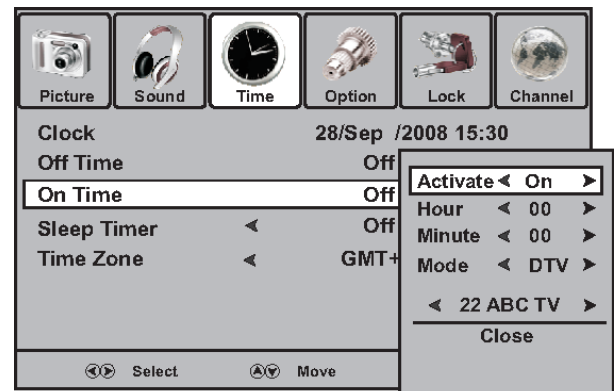 Picture Sound Time Option Lock Channel
Clock 28/Sep /2008 15:30
Off Time Off
On Time Off
Sleep Timer Off
Time Zone GMT+
Activate On
Hour 00
Minute 00
Mode DTV
22 ABC TV
Close
Select Move